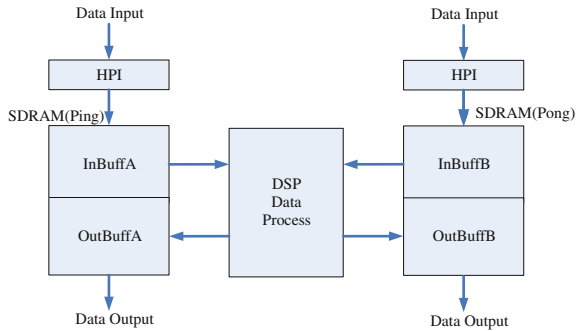 Data Input
Data Input
HPI
HPI
SDRAM(Ping)
SDRAM(Pong)
InBuffA
InBuffB
DSP
Data
Process
OutBuffA
OutBuffB
Data Output
Data Output